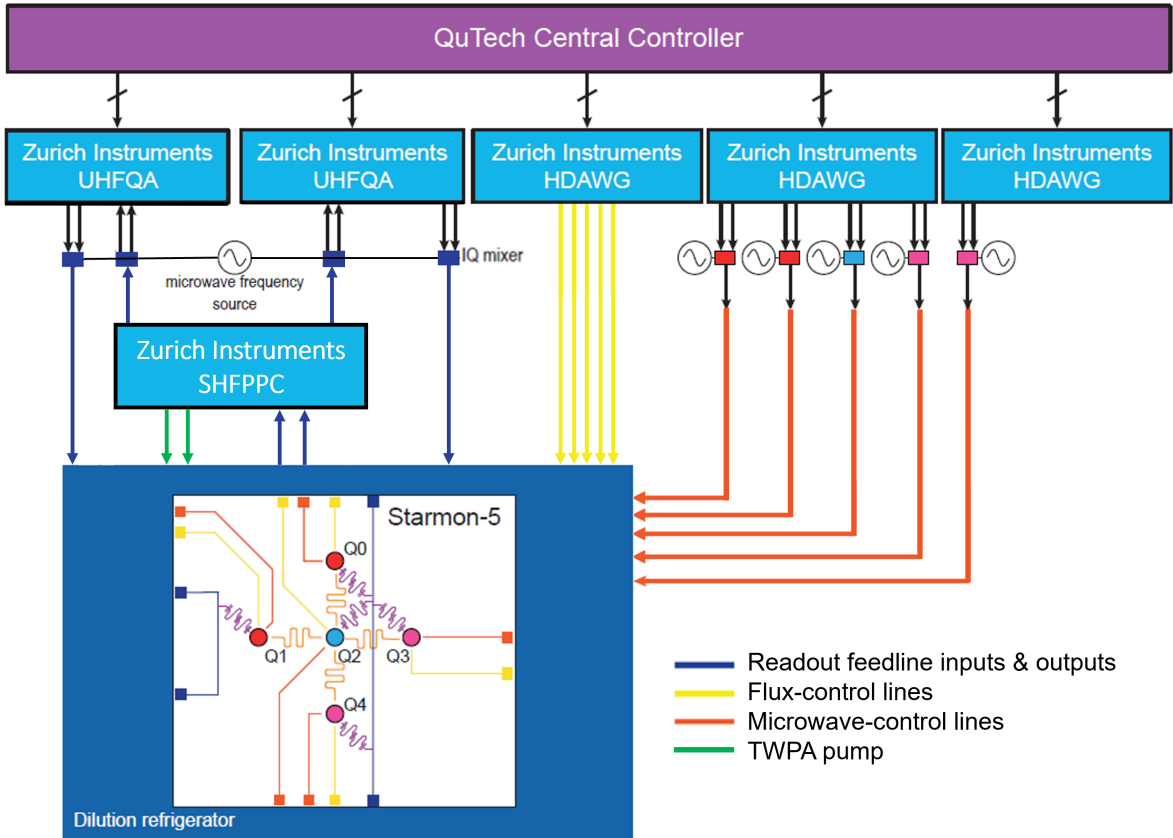 QuTech Central Controller
Zurich Instruments
UHFQA
Zurich Instruments
UHFQA
Zurich Instruments
HDAWG
Zurich Instruments
HDAWG
Zurich Instruments
HDAWG
IQ mixer
microwave frequency
source
Zurich Instruments
SHFPPC
Starmon-5
Q0
Q1
Q2
Q3
Q4
Readout feedline inputs & outputs
Flux-control lines
Microwave-control lines
TWPA pump
Dilution refrigerator